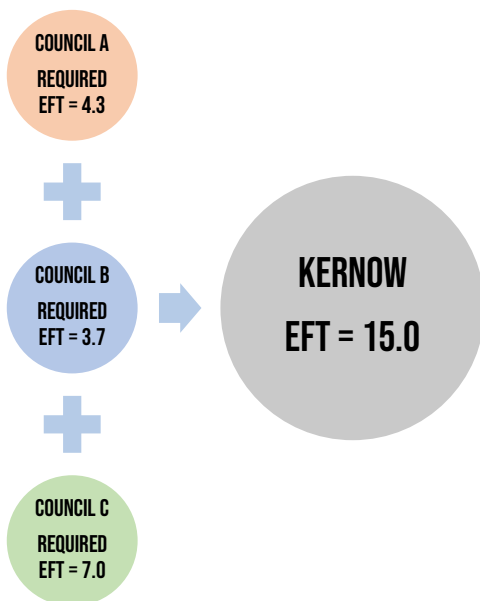 COUNCIL A
REQUIRED
EFT = 4.3
COUNCIL B
REQUIRED
EFT = 3.7
KERNOW
EFT = 15.0
COUNCIL C
REQUIRED
EFT = 7.0